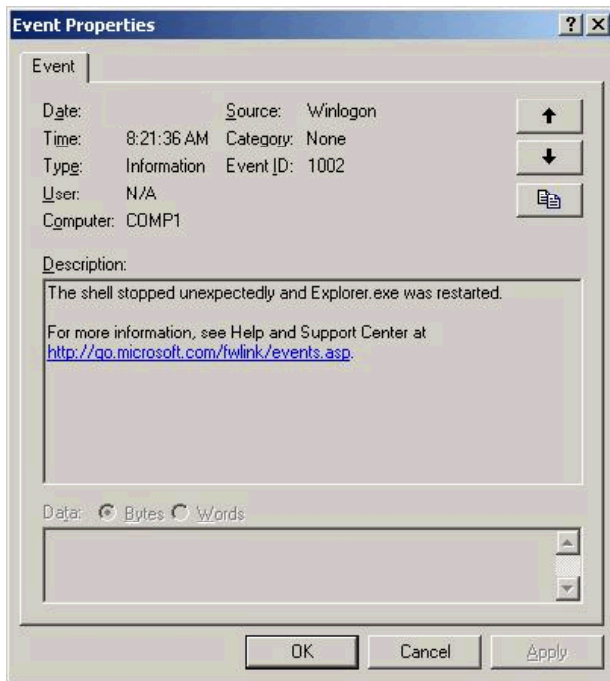 Event Properties
Event
Date: Source: Winlogon
Time: 8:21:36 AM Category: None
Type: Information Event ID: 1002
User: N/A
Computer: COMP1
Description:
The shell stopped unexpectedly and Explorer.exe was restarted.
For more information, see Help and Support Center at
http://go.microsoft.com/fwlink/events.asp.
Data: Bytes Words
OK Cancel Apply